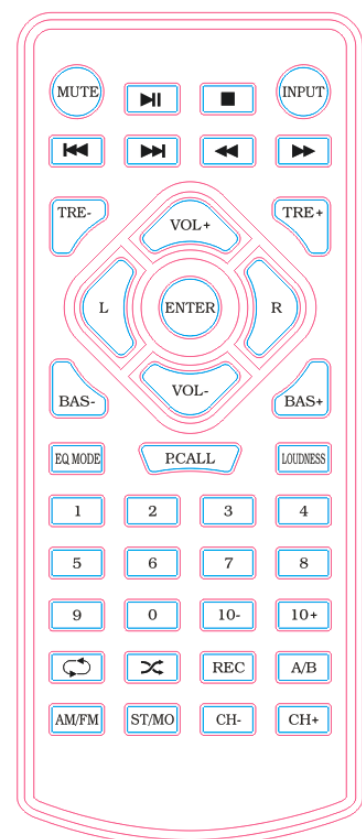 MUTE INPUT
TRE- VOL+ TRE+
L ENTER R
BAS- VOL- BAS+
EQ MODE P.CALL LOUDNESS
1 2 3 4
5 6 7 8
9 0 10- 10+
REC A/B
AM/FM ST/MO CH- CH+